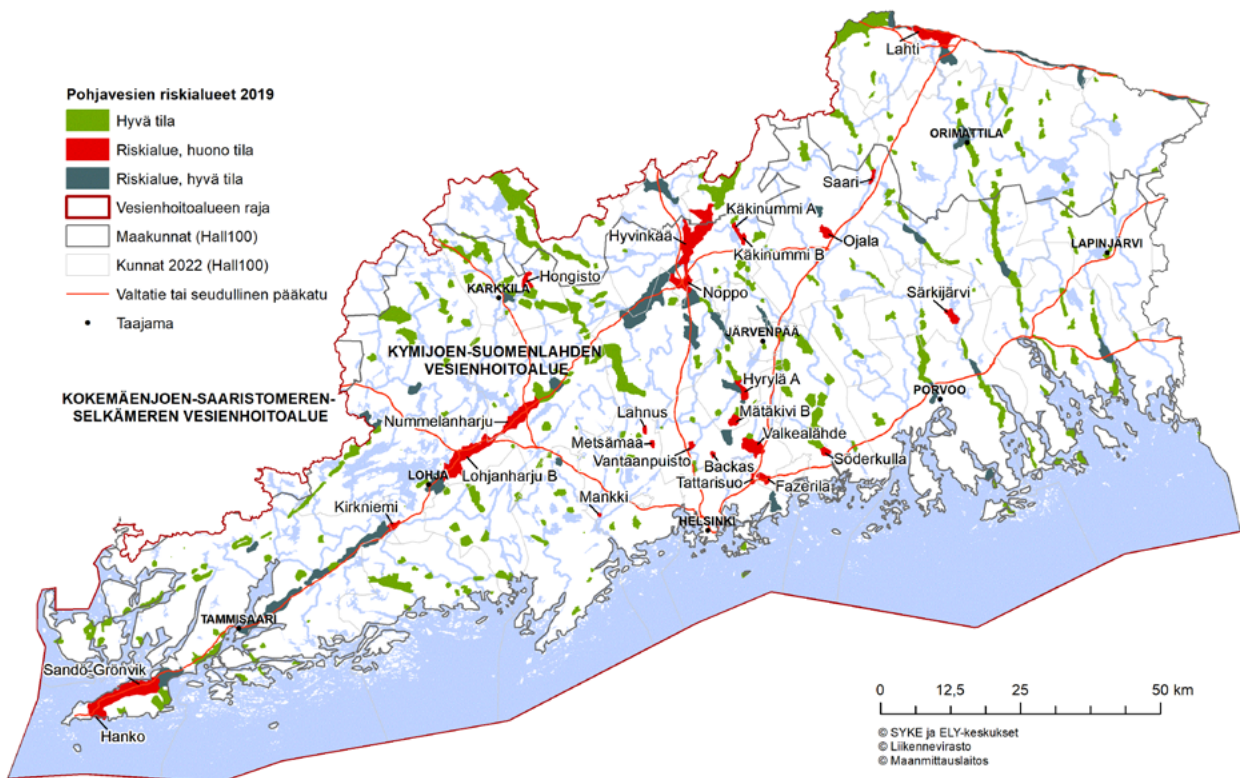 Pohjavesien riskialueet 2019
Hyvä tila
Riskialue, huono tila
Riskialue, hyvä tila
Vesienhoitoalueen raja
Maakunnat (Hall100)
Kunnat 2022 (Hall100)
Valtatie tai seudullinen pääkatu
Taajama
Lahti
ORIMATTILA
Saari
Käkinummi A
Hyvinkää
Ojala
Käkinummi B
LAPINJÄRVI
Hongisto
KARKKILA
Noppo
Särkijärvi
JÄRVENPÄÄ
KYMIJOEN-SUOMENLAHDEN
VESIENHOITOALUE
KOKEMÄENJOEN-SAARISTOMEREN-
SELKÄMEREN VESIENHOITOALUE
Hyrylä A
PORVOO
Nummelanharju
Lahnus
Mätäkivi B
Metsämaa
Valkealähde
Vantaanpuisto
Söderkulla
Backas
LOHJA
Lohjanharju B
Tattarisuo
Fazerila
Kirkniemi
Mankki
HELSINKI
TAMMISAARI
Sandö-Grönvik
Hanko
0 12,5 25 50 km
© SYKE ja ELY-keskukset
© Liikennevirasto
© Maanmittauslaitos